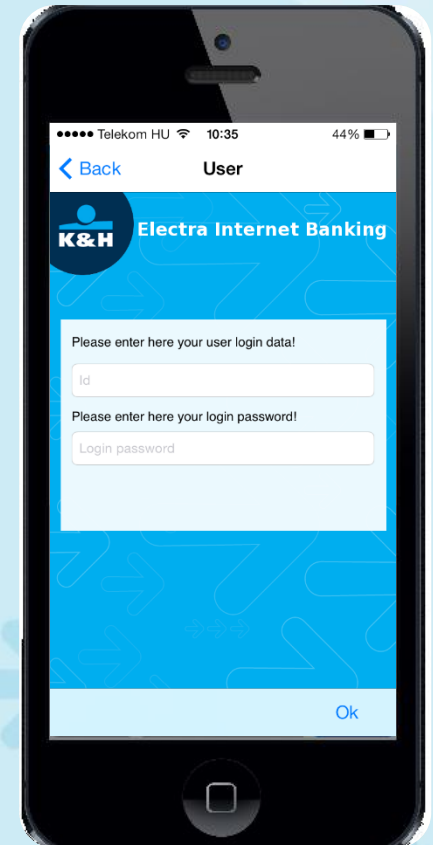 Telekom HU 10:35 44%
Back User
K&H Electra Internet Banking
Please enter here your user login data!
Id
Please enter here your login password!
Login password
Ok